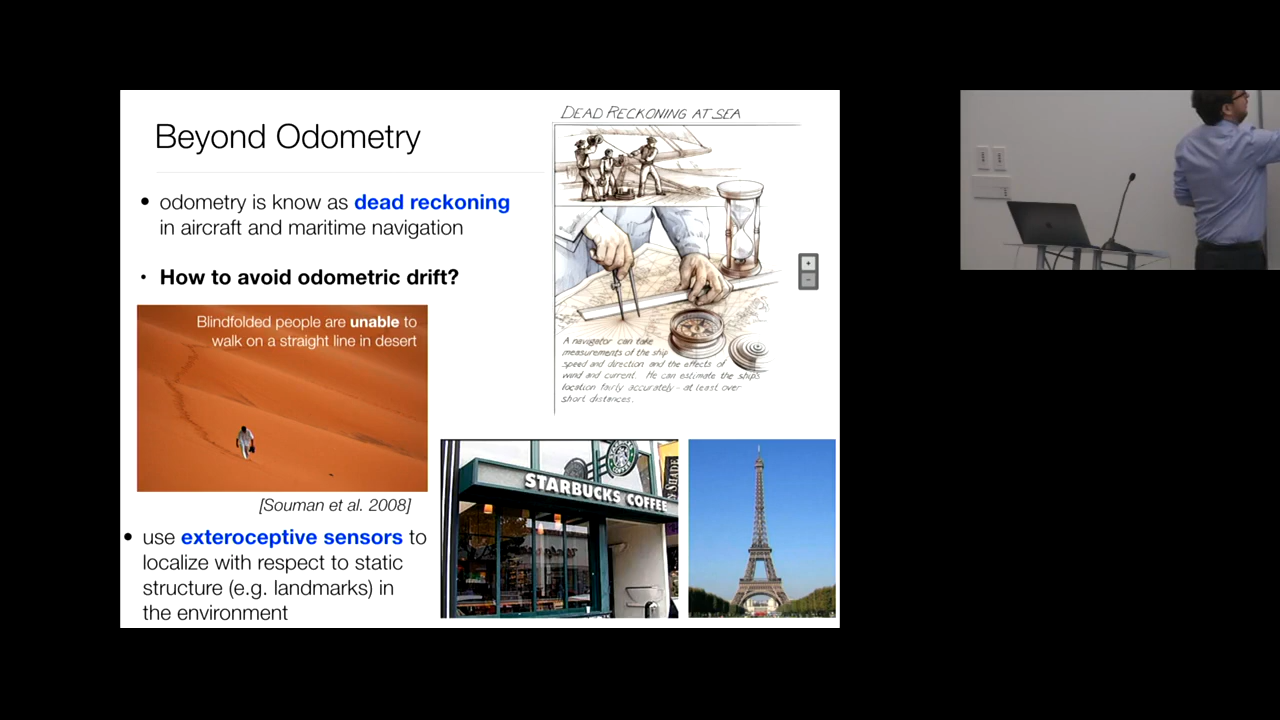 Beyond Odometry
• odometry is know as dead reckoning
in aircraft and maritime navigation
• How to avoid odometric drift?
Blindfolded people are unable to
walk on a straight line in desert
[Souman et al. 2008]
• use exteroceptive sensors to
localize with respect to static
structure (e.g. landmarks) in
the environment
DEAD RECKONING AT SEA
A navigator can take
measurements of the ship
speed and direction and the effects of
wind and current. He can estimate the ship's
location fairly accurately - at least over
short distances.
STARBUCKS COFFEE